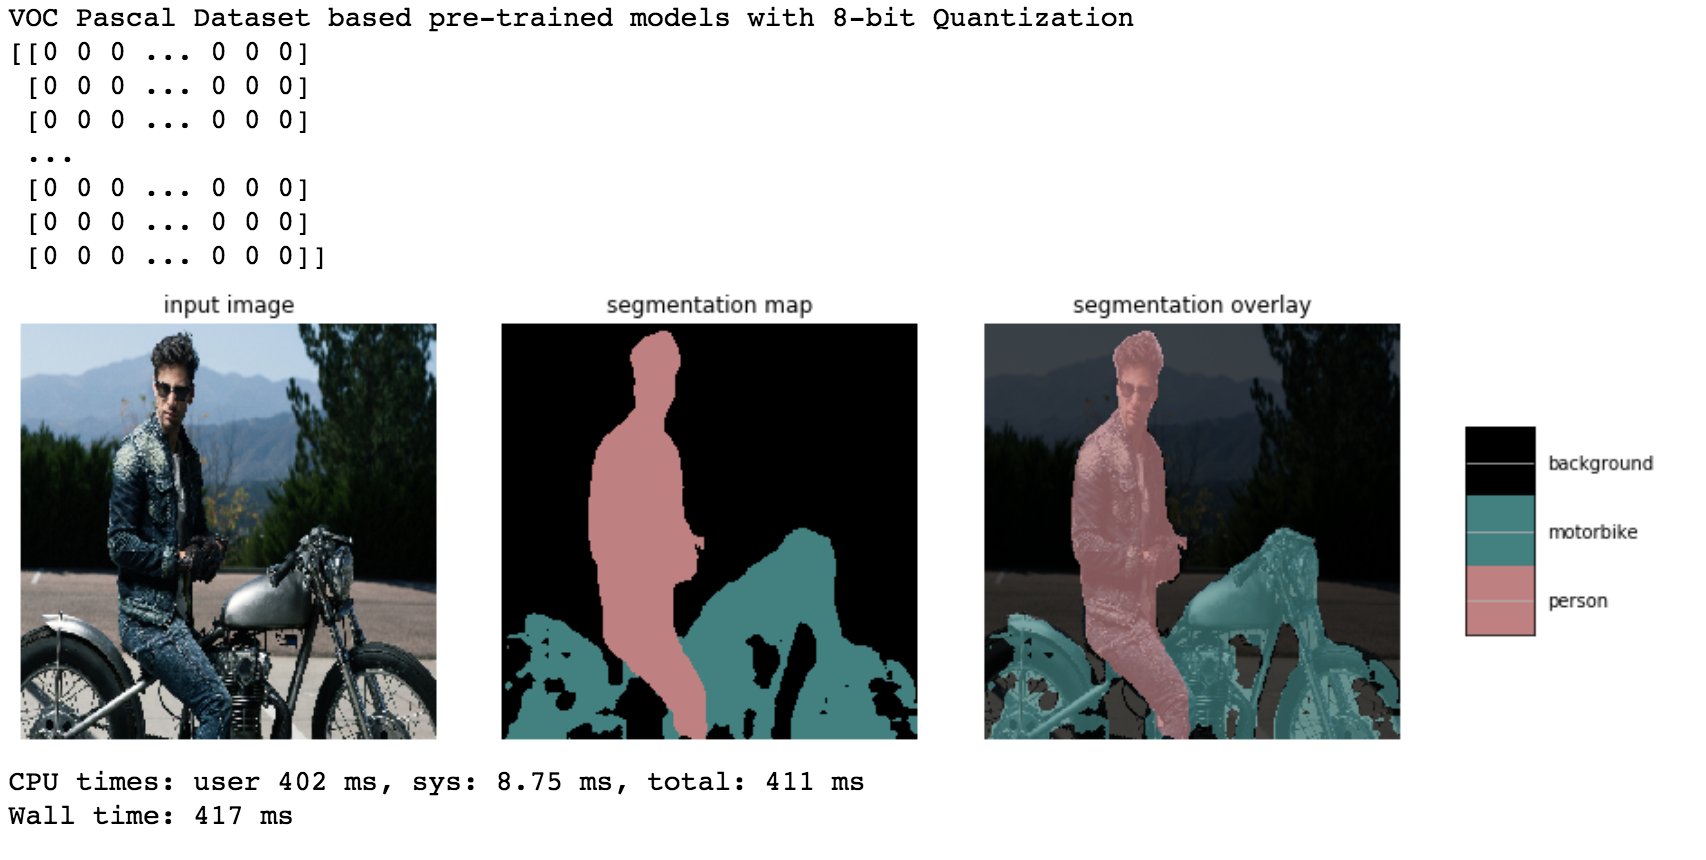 VOC Pascal Dataset based pre-trained models with 8-bit Quantization
[[0 0 0 ... 0 0 0]
[0 0 0 ... 0 0 0]
[0 0 0 ... 0 0 0]
...
[0 0 0 ... 0 0 0]
[0 0 0 ... 0 0 0]
[0 0 0 ... 0 0 0]]
input image
segmentation map
segmentation overlay
background
motorbike
person
CPU times: user 402 ms, sys: 8.75 ms, total: 411 ms
Wall time: 417 ms